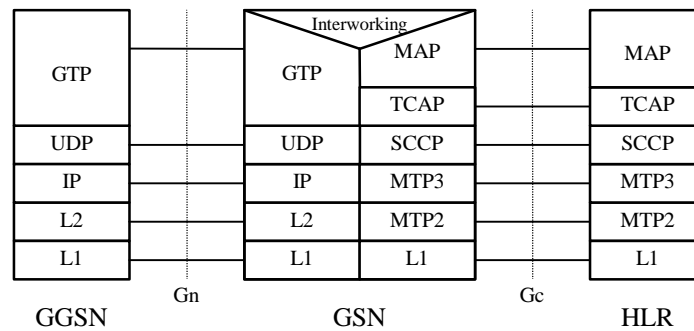 Interworking
GTP GTP MAP MAP
TCAP TCAP
UDP UDP SCCP SCCP
IP IP MTP3 MTP3
L2 L2 MTP2 MTP2
L1 L1 L1 L1
Gn Gc
GGSN GSN HLR